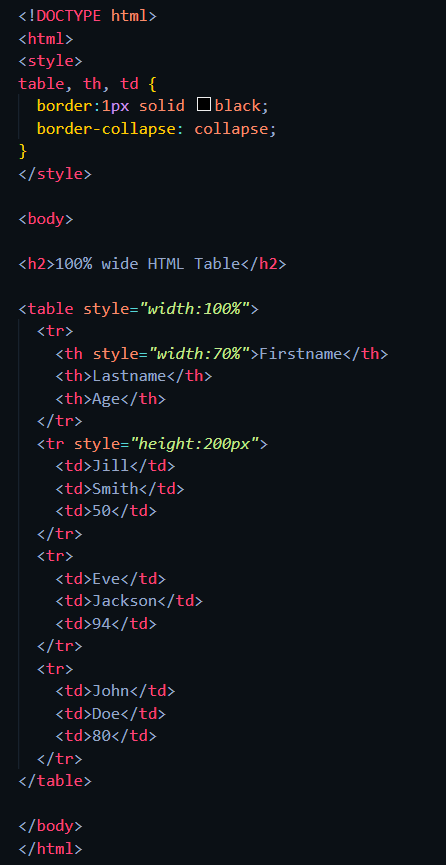 <!DOCTYPE html>
<html>
<style>
table, th, td {
  border:1px solid black;
  border-collapse: collapse;
}
</style>

<body>

<h2>100% wide HTML Table</h2>

<table style="width:100%">
  <tr>
    <th style="width:70%">Firstname</th>
    <th>Lastname</th>
    <th>Age</th>
  </tr>
  <tr style="height:200px">
    <td>Jill</td>
    <td>Smith</td>
    <td>50</td>
  </tr>
  <tr>
    <td>Eve</td>
    <td>Jackson</td>
    <td>94</td>
  </tr>
  <tr>
    <td>John</td>
    <td>Doe</td>
    <td>80</td>
  </tr>
</table>

</body>
</html>